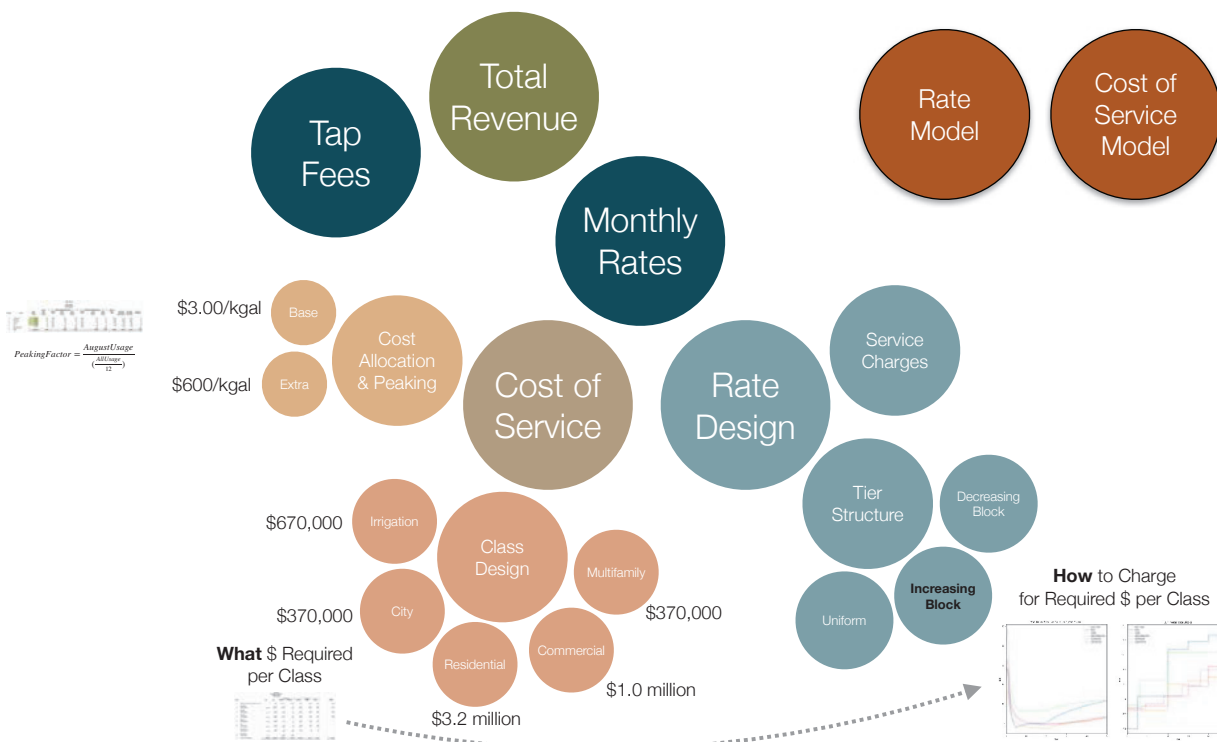 Total
Revenue
Tap
Fees
Rate
Model
Cost of
Service
Model
Monthly
Rates
$3.00/kgal
Base
Cost
Allocation
& Peaking
$600/kgal
Extra
PeakingFactor = AugustUsage
(AllUsage
12)
Cost of
Service
Rate
Design
Service
Charges
Tier
Structure
Decreasing
Block
Increasing
Block
Uniform
$670,000
Irrigation
Class
Design
Multifamily
$370,000
$370,000
City
Residential
$3.2 million
Commercial
$1.0 million
What $ Required
per Class
How to Charge
for Required $ per Class